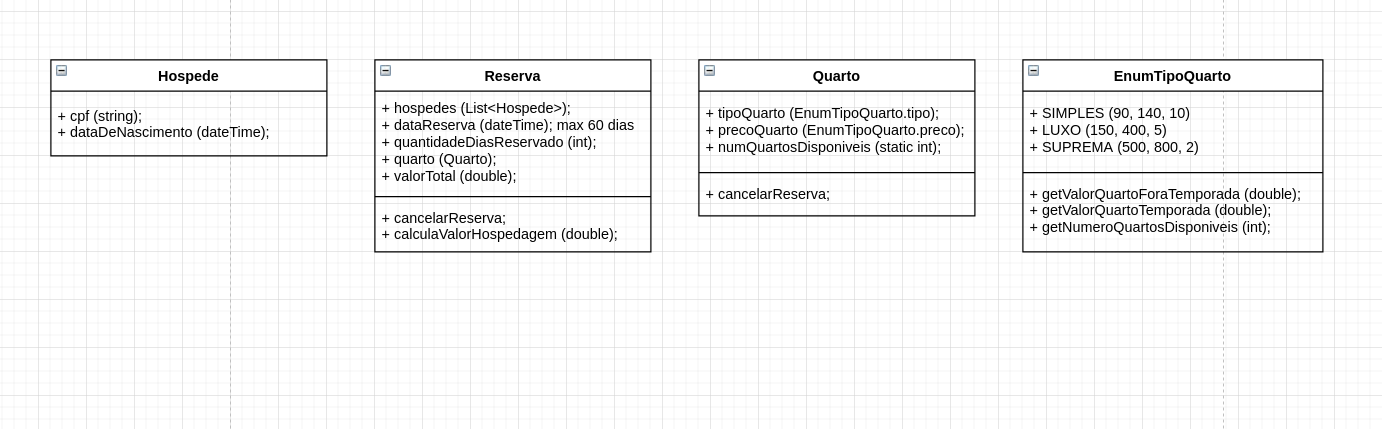 Hospede
+ cpf (string);
+ dataDeNascimento (dateTime);
Reserva
+ hospedes (List<Hospede>);
+ dataReserva (dateTime); max 60 dias
+ quantidadeDiasReservado (int);
+ quarto (Quarto);
+ valorTotal (double);
+ cancelarReserva;
+ calculaValorHospedagem (double);
Quarto
+ tipoQuarto (EnumTipoQuarto.tipo);
+ precoQuarto (EnumTipoQuarto.preco);
+ numQuartosDisponiveis (static int);
+ cancelarReserva;
EnumTipoQuarto
+ SIMPLES (90, 140, 10)
+ LUXO (150, 400, 5)
+ SUPREMA (500, 800, 2)
+ getValorQuartoForaTemporada (double);
+ getValorQuartoTemporada (double);
+ getNumeroQuartosDisponiveis (int);